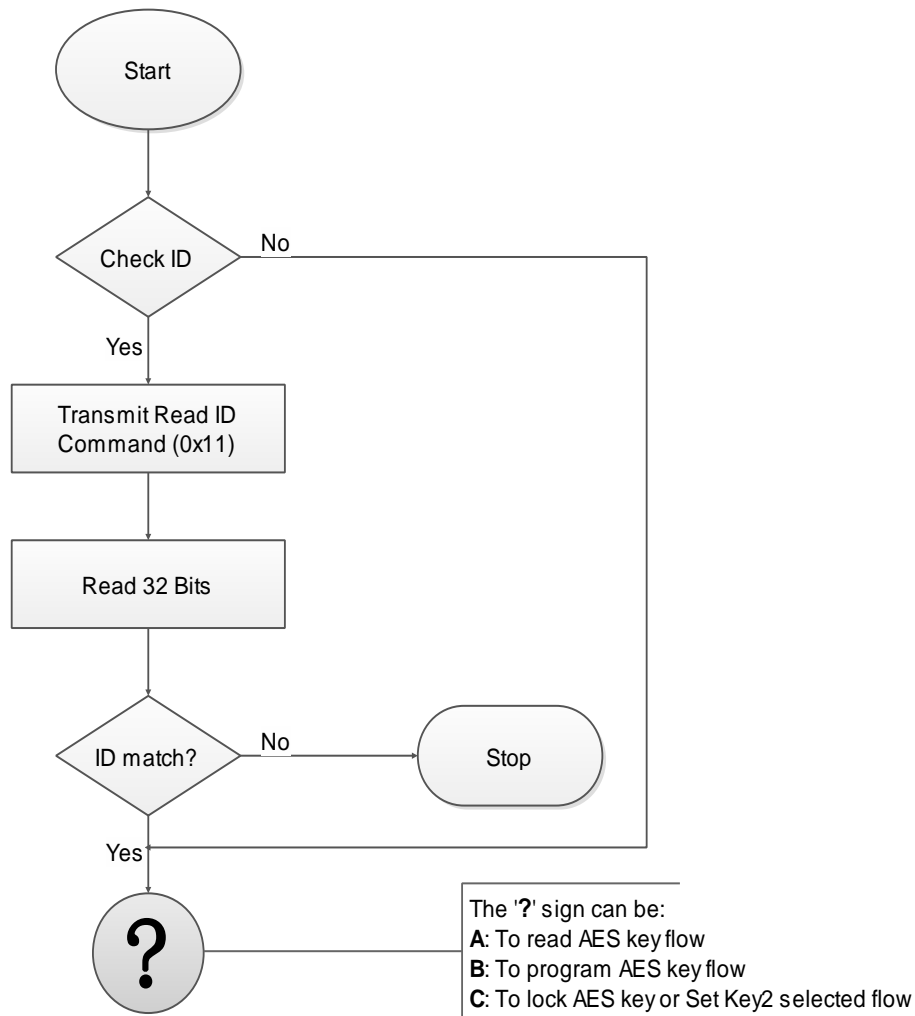 Start
Check ID
No
Yes
Transmit Read ID
Command (0x11)
Read 32 Bits
ID match?
No
Stop
Yes
?
The '?' sign can be:
A: To read AES key flow
B: To program AES key flow
C: To lock AES key or Set Key2 selected flow